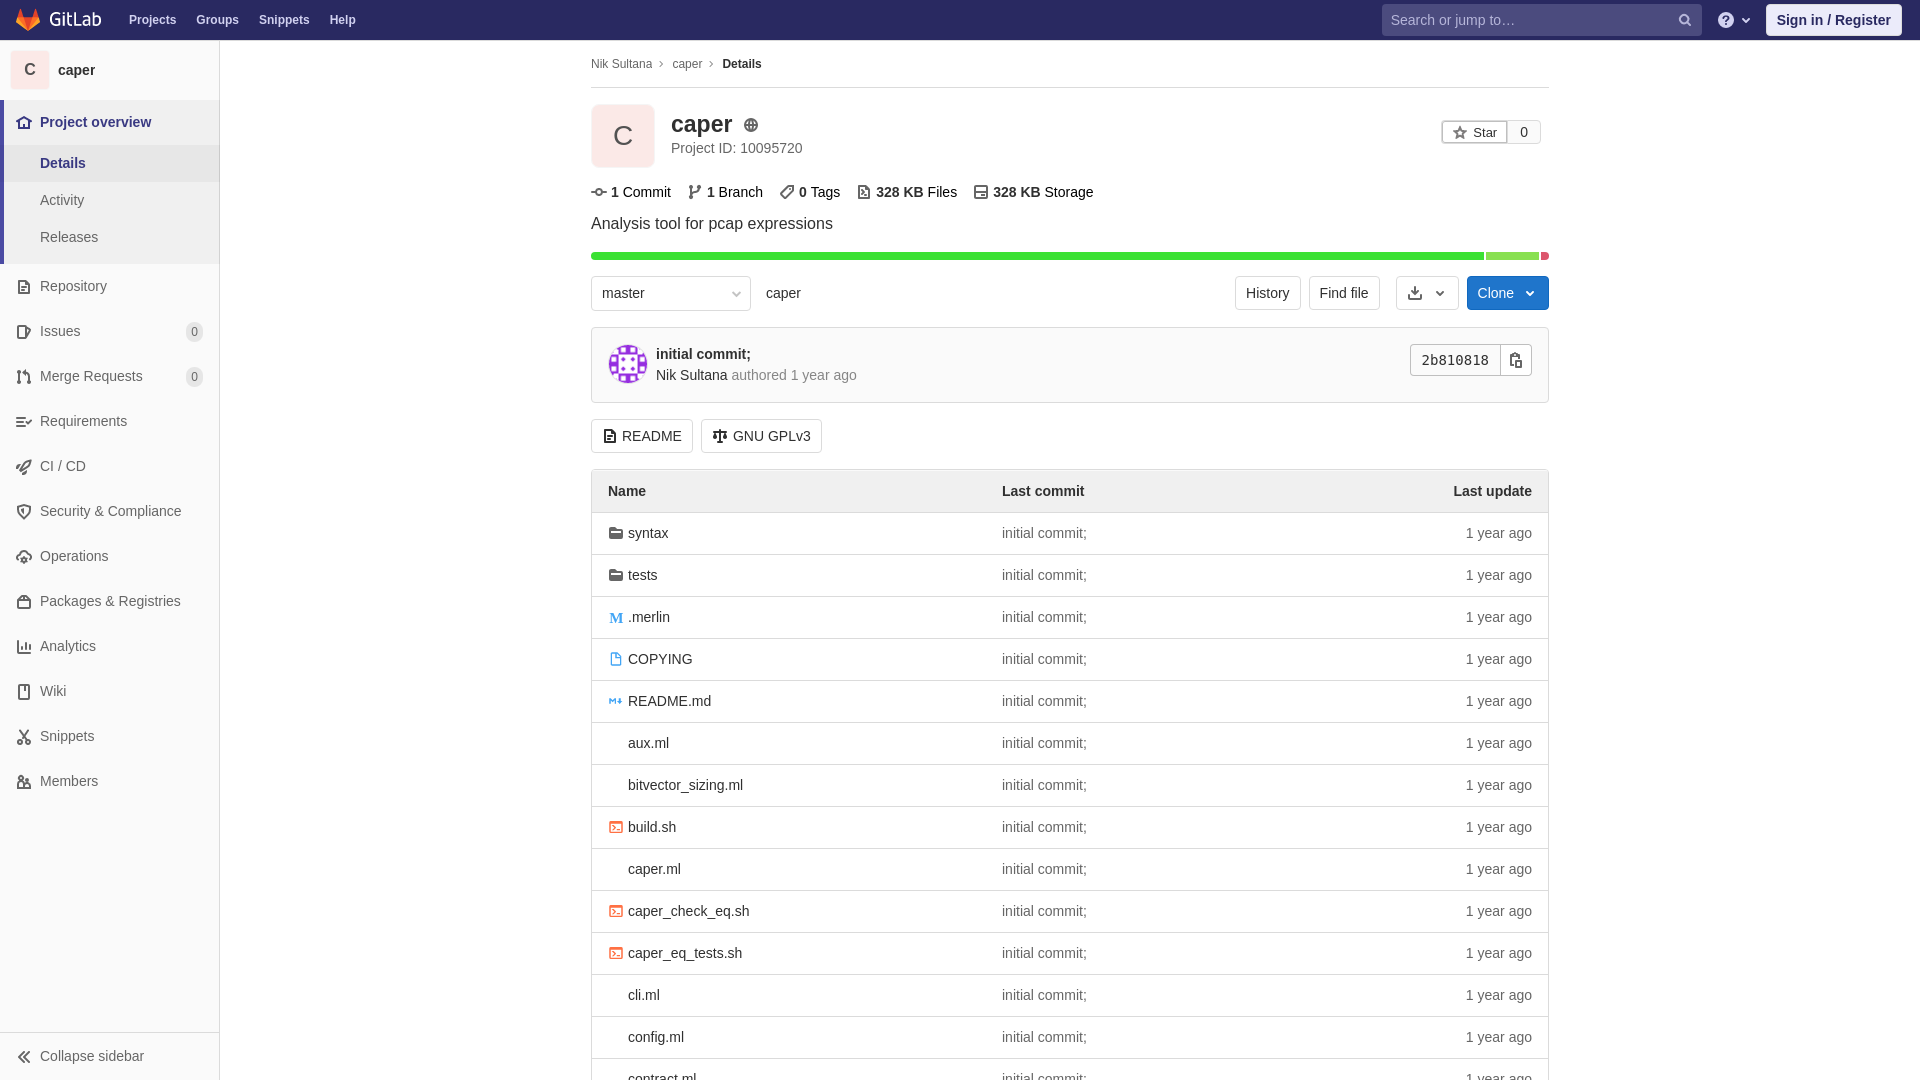 GitLab Projects Groups Snippets Help Search or jump to… Sign in / Register
C caper
Project overview
Details
Activity
Releases
Repository
Issues 0
Merge Requests 0
Requirements
CI / CD
Security & Compliance
Operations
Packages & Registries
Analytics
Wiki
Snippets
Members
Collapse sidebar
Nik Sultana caper Details
C
caper
Project ID: 10095720
Star 0
1 Commit 1 Branch 0 Tags 328 KB Files 328 KB Storage
Analysis tool for pcap expressions
master caper History Find file Clone
initial commit;
Nik Sultana authored 1 year ago
2b810818
README GNU GPLv3
Name Last commit Last update
syntax initial commit; 1 year ago
tests initial commit; 1 year ago
.merlin initial commit; 1 year ago
COPYING initial commit; 1 year ago
README.md initial commit; 1 year ago
aux.ml initial commit; 1 year ago
bitvector_sizing.ml initial commit; 1 year ago
build.sh initial commit; 1 year ago
caper.ml initial commit; 1 year ago
caper_check_eq.sh initial commit; 1 year ago
caper_eq_tests.sh initial commit; 1 year ago
cli.ml initial commit; 1 year ago
config.ml initial commit; 1 year ago
contract.ml initial commit; 1 year ago